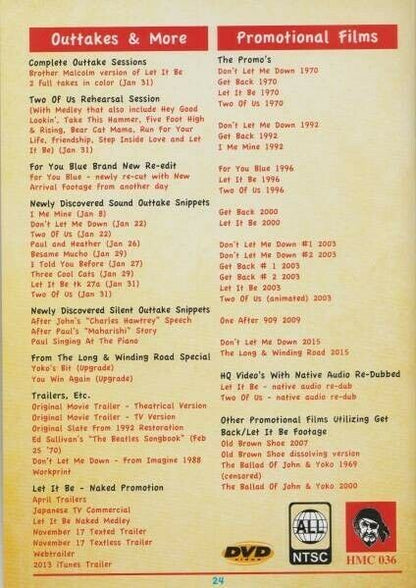 Outtakes & More
Complete Outtake Sessions
Brother Malcolm version of Let It Be
2 full takes in color (Jan 31)
Two Of Us Rehearsal Session
(With Medley that also include Hey Good
Lookin', Take This Hammer, Five Foot High
& Rising, Bear Cat Mama, Run for Your
Life, Friendship, Step Inside Love and Let
It Be) (Jan 31)
For You Blue Brand New Re-edit
For You Blue - newly re-cut with New
Arrival footage from another day
Newly Discovered Sound Outtake Snippets
I Me Mine (Jan 8)
Don't Let Me Down (Jan 22)
Two Of Us (Jan 22)
Paul and Heather (Jan 26)
Besame Mucho (Jan 29)
I Told You Before (Jan 27)
Three Cool Cats (Jan 29)
Let It Be tk 27a (Jan 31)
Two Of Us (Jan 31)
Newly Discovered Silent Outtake Snippets
After John's "Charles Hawtrey" Speech
After Paul's "Maharishi" Story
Paul Singing At The Piano
From The Long & Winding Road Special
Yoko's Bit (Upgrade)
You Win Again (Upgrade)
Trailers, Etc.
Original Movie Trailer - Theatrical Version
Original Movie Trailer - TV Version
Original Slate from 1992 Restoration
Ed Sullivan's "The Beatles Songbook" (Feb
25 '70)
Don't Let Me Down - From Imagine 1988
Workprint
Let It Be - Naked Promotion
April Trailers
Japanese TV Commercial
Let It Be Naked Medley
November 17 Texted Trailer
November 17 Textless Trailer
Webtrailer
2013 iTunes Trailer
Promotional Films
The Promo's
Don't Let Me Down 1970
Get Back 1970
Let It Be 1970
Two Of Us 1970
Don't Let Me Down 1992
Get Back 1992
I Me Mine 1992
For You Blue 1996
Let It Be 1996
Two Of Us 1996
Get Back 2000
Let It Be 2000
Don't Let Me Down #1 2003
Don't Let Me Down #2 2003
Get Back # 1 2003
Get Back # 2 2003
Let It Be 2003
Two Of Us (animated) 2003
One After 909 2009
Don't Let Me Down 2015
The Long & Winding Road 2015
HQ Video's With Native Audio Re-Dubbed
Let It Be - native audio re-dub
Two Of Us - native audio re-dub
Other Promotional Films Utilizing Get
Back/Let It Be Footage
Old Brown Shoe 2007
Old Brown Shoe dissolving version
The Ballad Of John & Yoko 1969
(censored)
The Ballad Of John & Yoko 2000
DVD
VIDEO
ALL
NTSC
HMC 036
24